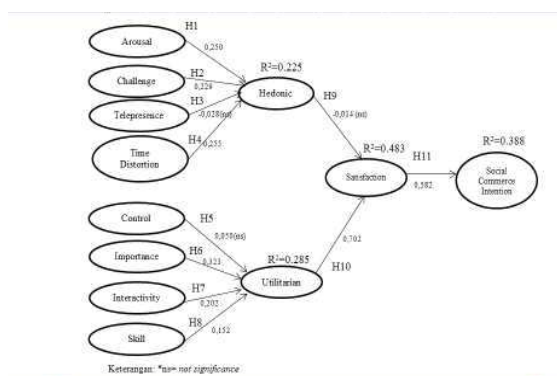 H1
Arousal
0,250
H2
R²=0.225
Challenge
0,229
Hedonic
H3
H9
Telepresence
-0,028(ns)
-0,034 (ns)
H4
0,255
R²=0.483
R²=0.388
Time
Distortion
H11
Satisfaction
0,582
Social
Commerce
Intention
Control
H5
0,050(ns)
H6
Importance
0,323
0,702
R²=0.285
H10
H7
Interactivity
0,202
Utilitarian
H8
Skill
0,152
Keterangan: *ns= not significance